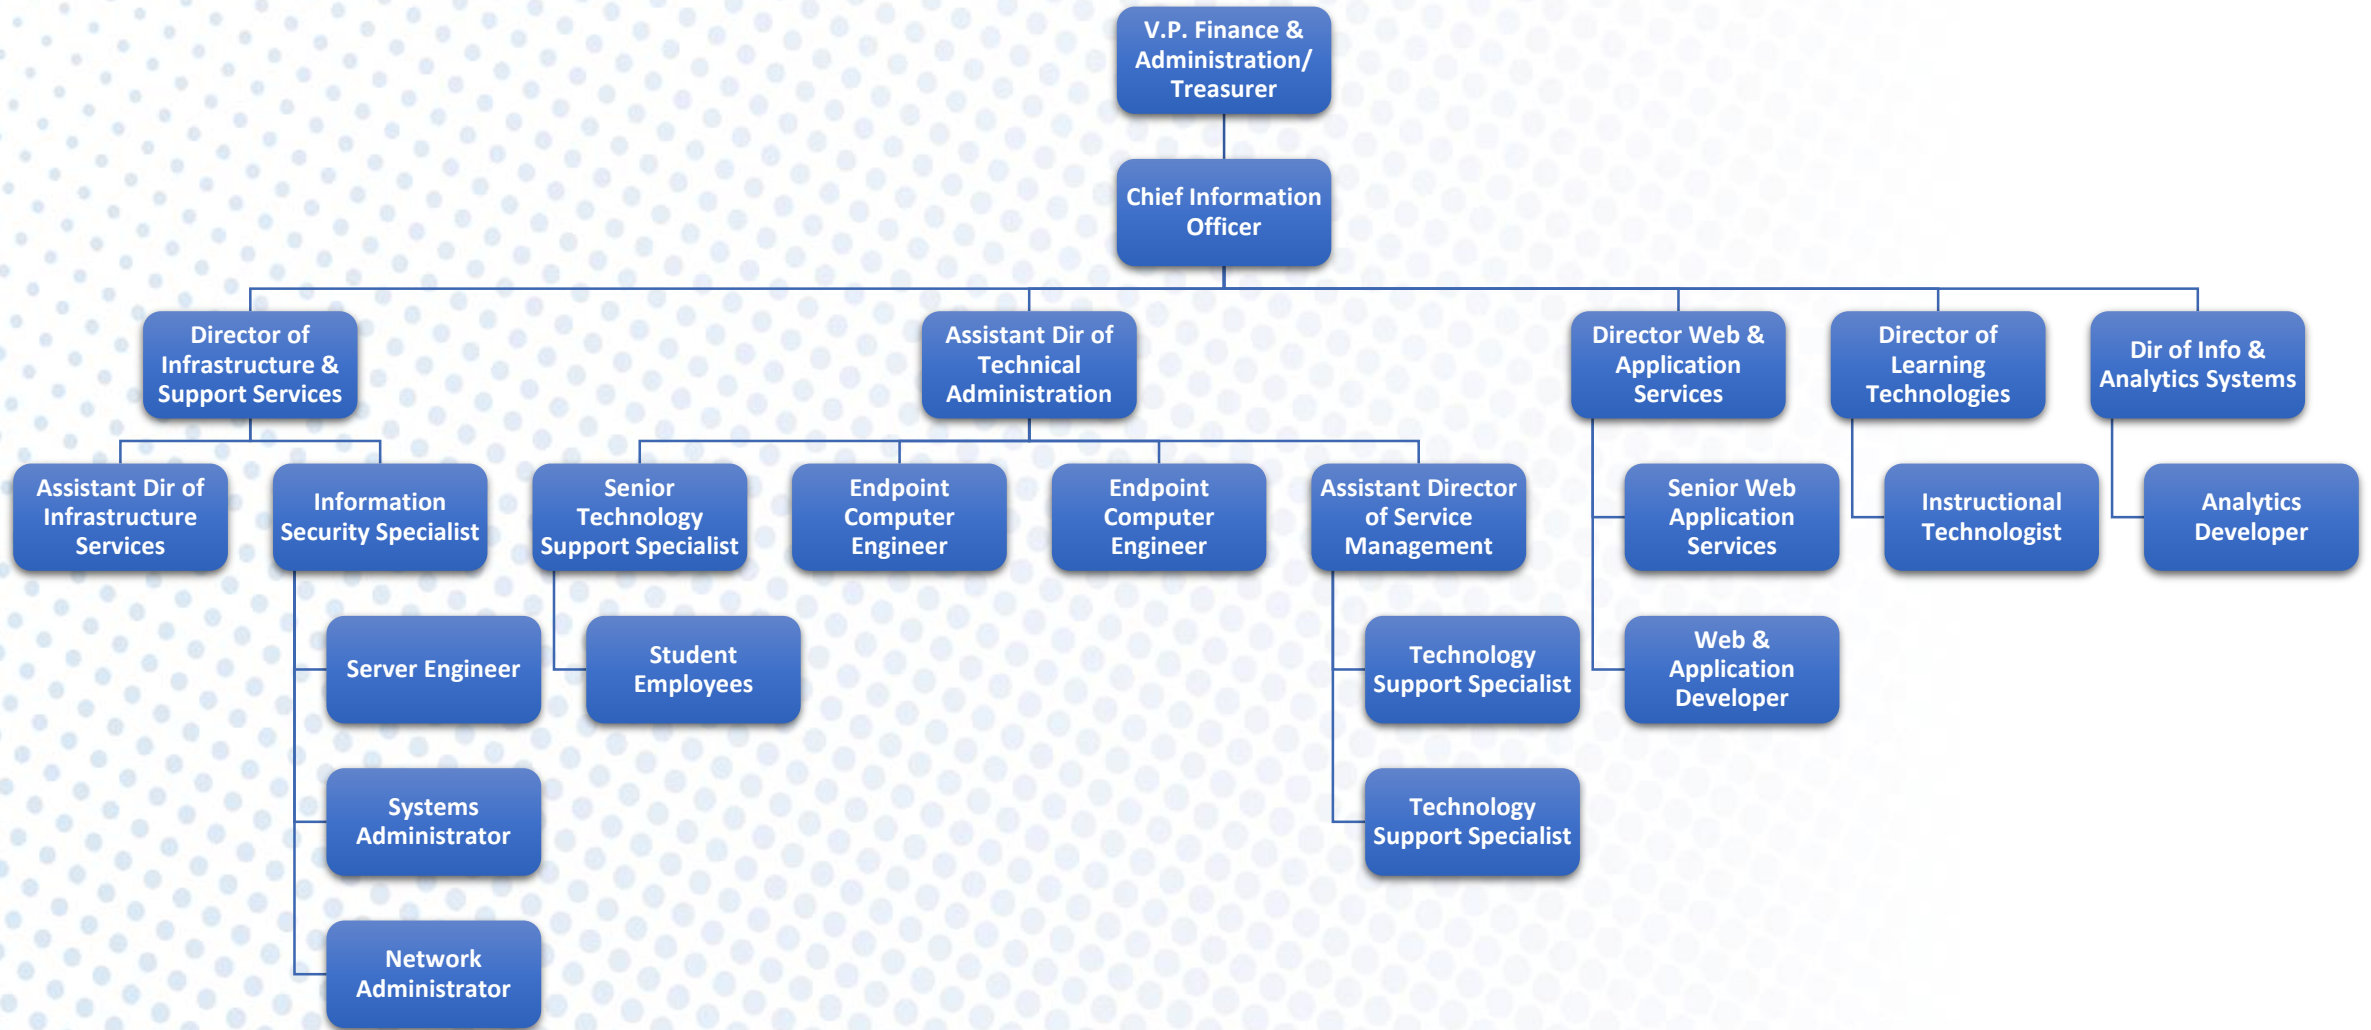 V.P. Finance &
Administration/
Treasurer
Chief Information
Officer
Director of
Infrastructure &
Support Services
Assistant Dir of
Technical
Administration
Director Web &
Application
Services
Director of
Learning
Technologies
Dir of Info &
Analytics Systems
Assistant Dir of
Infrastructure
Services
Information
Security Specialist
Senior
Technology
Support Specialist
Endpoint
Computer
Engineer
Endpoint
Computer
Engineer
Assistant Director
of Service
Management
Senior Web
Application
Services
Instructional
Technologist
Analytics
Developer
Server Engineer
Student
Employees
Technology
Support Specialist
Web &
Application
Developer
Systems
Administrator
Technology
Support Specialist
Network
Administrator